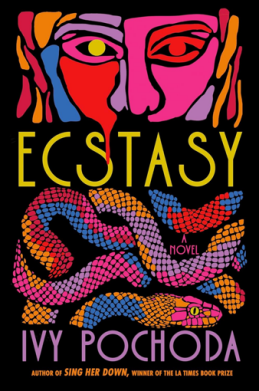 ECSTASY
A
NOVEL
IVY POCHODA
AUTHOR OF SING HER DOWN, WINNER OF THE LA TIMES BOOK PRIZE